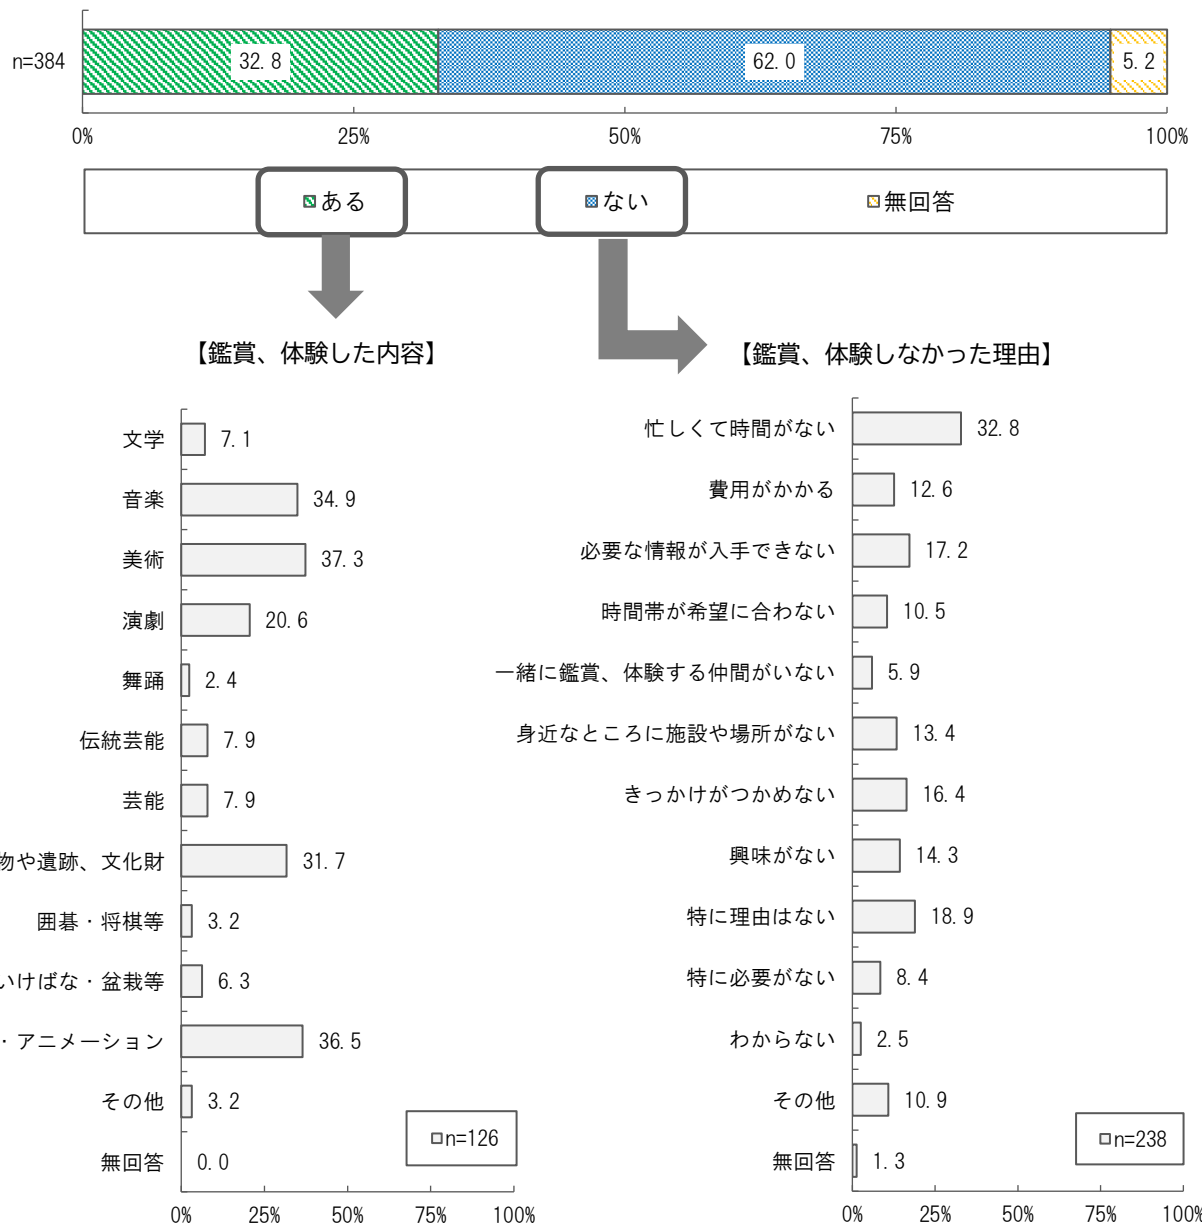 n=384
32.8
62.0
5.2
0%
25%
50%
75%
100%
ある
ない
無回答
【鑑賞、体験した内容】
文学 7.1
音楽 34.9
美術 37.3
演劇 20.6
舞踊 2.4
伝統芸能 7.9
芸能 7.9
物や遺跡、文化財 31.7
囲碁・将棋等 3.2
いけばな・盆栽等 6.3
・アニメーション 36.5
その他 3.2
無回答 0.0
n=126
0% 25% 50% 75% 100%
【鑑賞、体験しなかった理由】
忙しくて時間がない 32.8
費用がかかる 12.6
必要な情報が入手できない 17.2
時間帯が希望に合わない 10.5
一緒に鑑賞、体験する仲間がいない 5.9
身近なところに施設や場所がない 13.4
きっかけがつかめない 16.4
興味がない 14.3
特に理由はない 18.9
特に必要がない 8.4
わからない 2.5
その他 10.9
無回答 1.3
n=238
0% 25% 50% 75% 100%